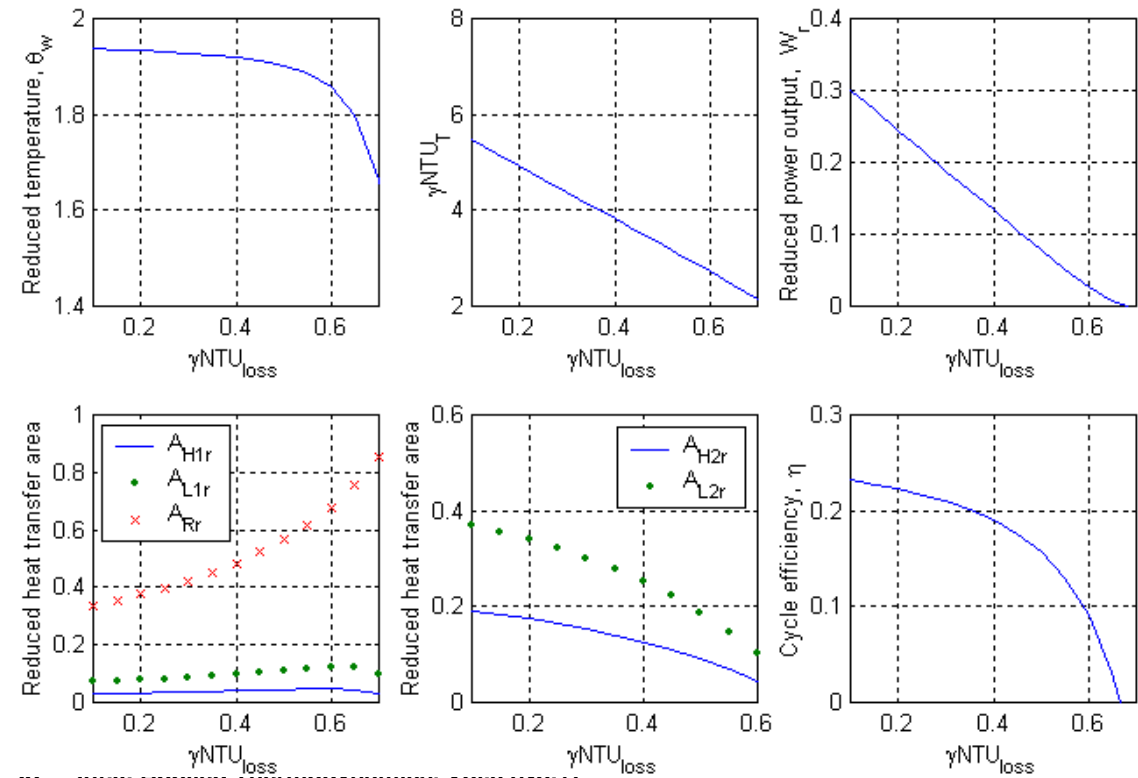 Reduced temperature, θw
2
1.8
1.6
1.4
0.2 0.4 0.6
γNTUloss
γNTUT
8
6
4
2
0.2 0.4 0.6
γNTUloss
Reduced power output, Wr
0.4
0.3
0.2
0.1
0
0.2 0.4 0.6
γNTUloss
Reduced heat transfer area
1
0.8
0.6
0.4
0.2
0
AH1r
AL1r
ARr
0.2 0.4 0.6
γNTUloss
Reduced heat transfer area
0.6
0.4
0.2
0
AH2r
AL2r
0.2 0.4 0.6
γNTUloss
Cycle efficiency, η
0.3
0.2
0.1
0
0.2 0.4 0.6
γNTUloss